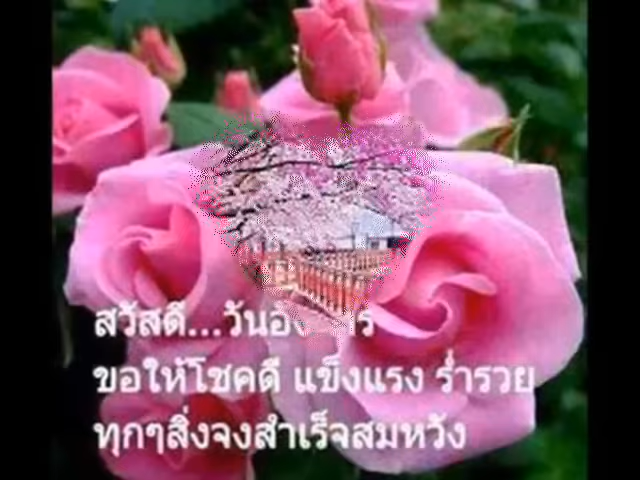 สวัสดี...
ขอให้โชคดี แข็งแรง ร่ำรวย
ทุกๆสิ่งจงสำเร็จสมหวัง